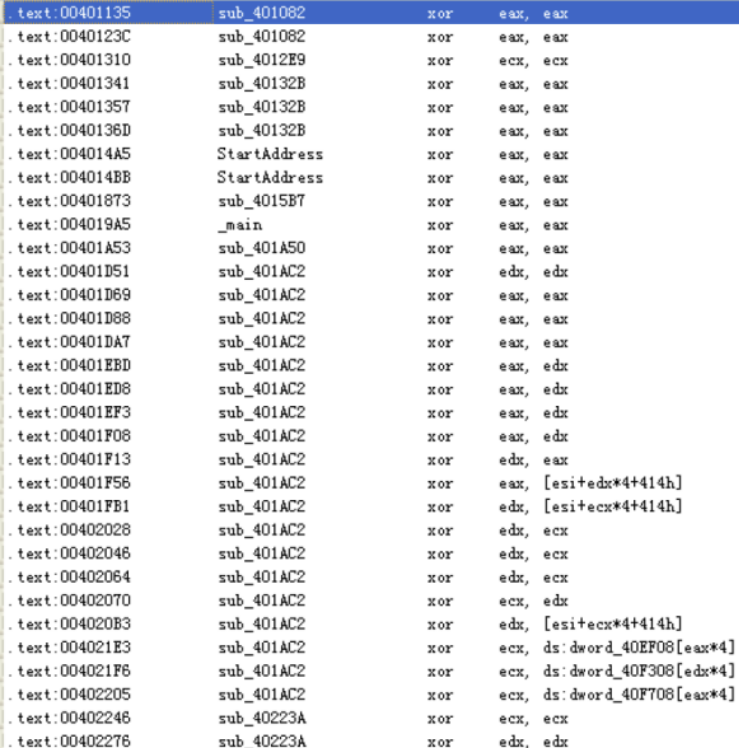 .text:00401135 sub_401082 xor eax, eax
.text:0040123C sub_401082 xor eax, eax
.text:00401310 sub_4012E9 xor ecx, ecx
.text:00401341 sub_40132B xor eax, eax
.text:00401357 sub_40132B xor eax, eax
.text:0040136D sub_40132B xor eax, eax
.text:004014A5 StartAddress xor eax, eax
.text:004014BB StartAddress xor eax, eax
.text:00401873 sub_4015B7 xor eax, eax
.text:004019A5 _main xor eax, eax
.text:00401A53 sub_401A50 xor eax, eax
.text:00401D51 sub_401AC2 xor edx, edx
.text:00401D69 sub_401AC2 xor eax, eax
.text:00401D88 sub_401AC2 xor eax, eax
.text:00401DA7 sub_401AC2 xor eax, eax
.text:00401EBD sub_401AC2 xor eax, edx
.text:00401ED8 sub_401AC2 xor eax, edx
.text:00401EF3 sub_401AC2 xor eax, edx
.text:00401F08 sub_401AC2 xor eax, edx
.text:00401F13 sub_401AC2 xor edx, eax
.text:00401F56 sub_401AC2 xor eax, [esi+edx*4+414h]
.text:00401FB1 sub_401AC2 xor edx, [esi+ecx*4+414h]
.text:00402028 sub_401AC2 xor edx, ecx
.text:00402046 sub_401AC2 xor edx, ecx
.text:00402064 sub_401AC2 xor edx, ecx
.text:00402070 sub_401AC2 xor ecx, edx
.text:004020B3 sub_401AC2 xor edx, [esi+ecx*4+414h]
.text:004021E3 sub_401AC2 xor ecx, ds:dword_40EF08[eax*4]
.text:004021F6 sub_401AC2 xor ecx, ds:dword_40F308[edx*4]
.text:00402205 sub_401AC2 xor ecx, ds:dword_40F708[eax*4]
.text:00402246 sub_40223A xor ecx, ecx
.text:00402276 sub_40223A xor edx, edx